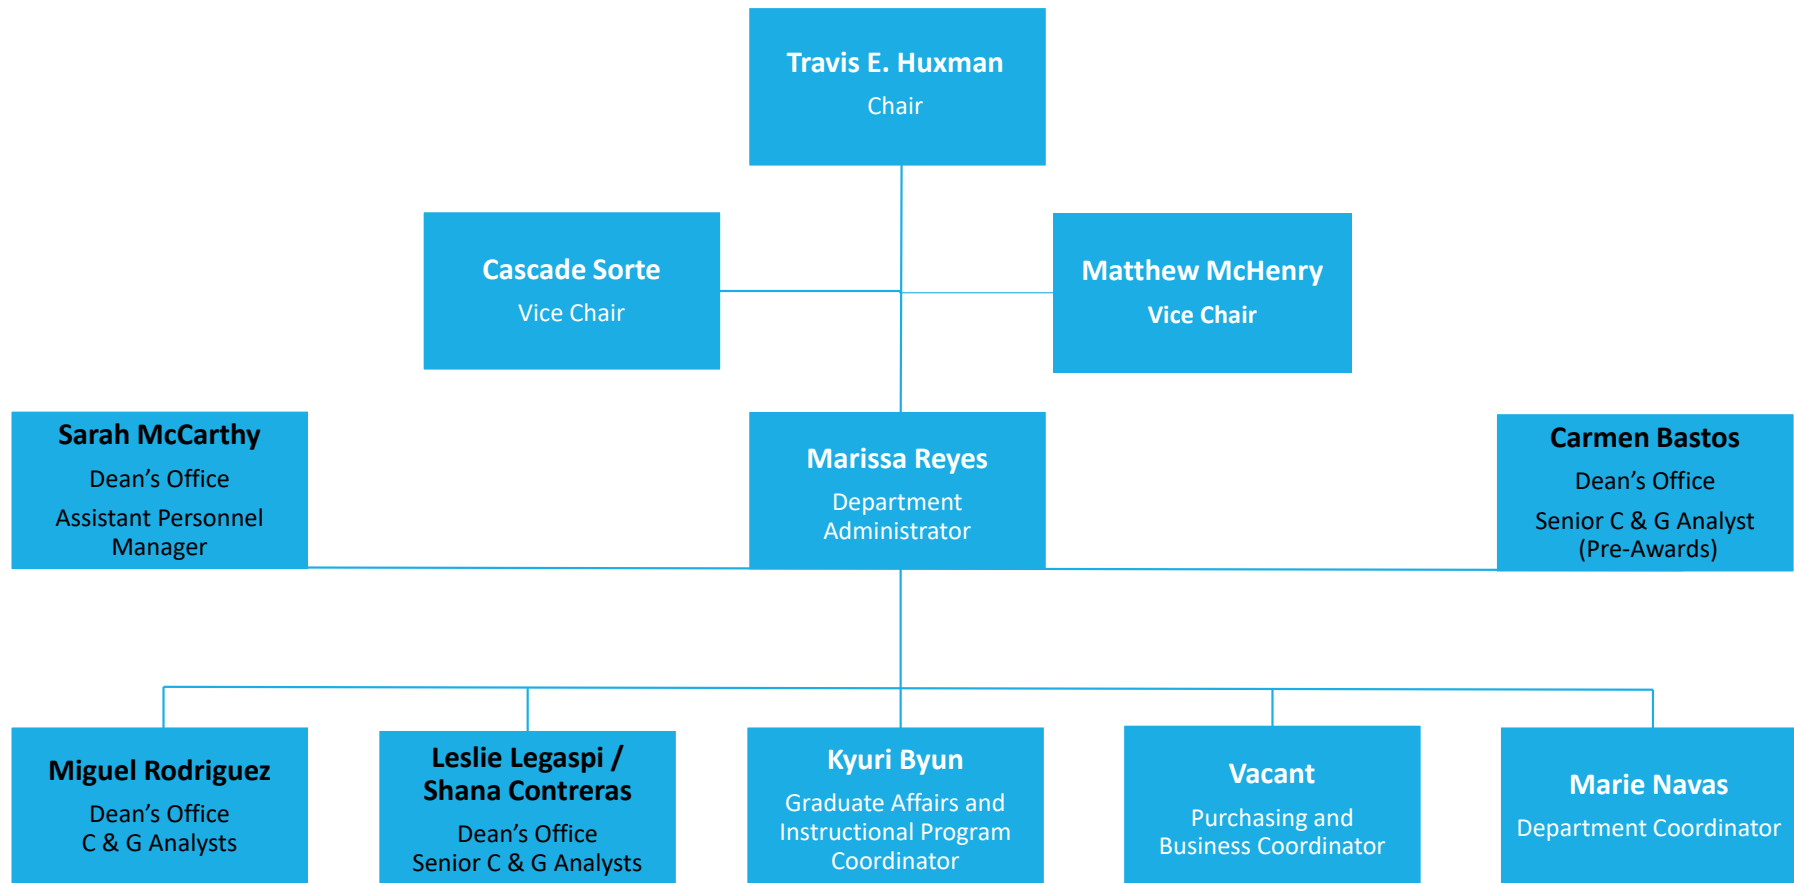 Travis E. Huxman
Chair
Cascade Sorte
Vice Chair
Matthew McHenry
Vice Chair
Sarah McCarthy
Dean’s Office
Assistant Personnel
Manager
Marissa Reyes
Department
Administrator
Carmen Bastos
Dean’s Office
Senior C & G Analyst
(Pre-Awards)
Miguel Rodriguez
Dean’s Office
C & G Analysts
Leslie Legaspi /
Shana Contreras
Dean’s Office
Senior C & G Analysts
Kyuri Byun
Graduate Affairs and
Instructional Program
Coordinator
Vacant
Purchasing and
Business Coordinator
Marie Navas
Department Coordinator